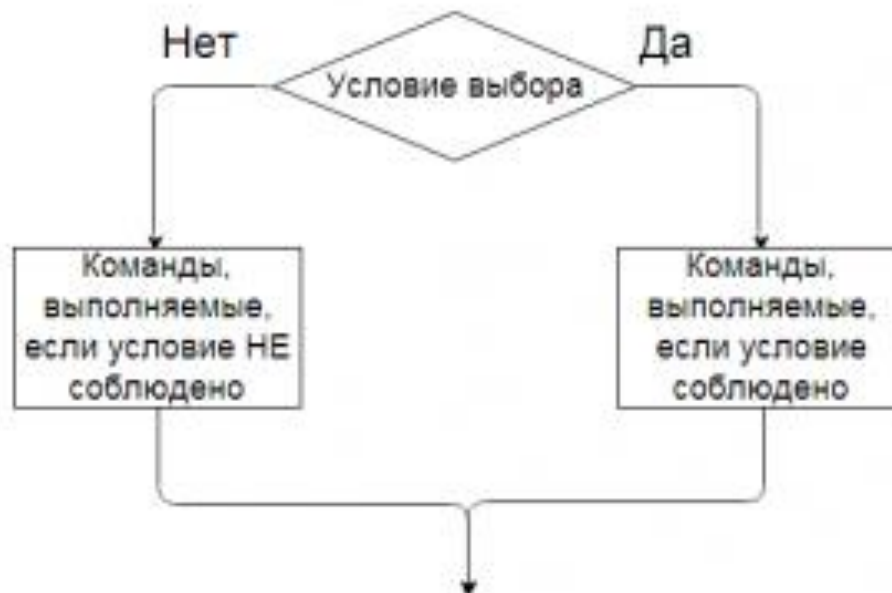 Нет
Да
Условие выбора
Команды,
выполняемые,
если условие НЕ
соблюдено
Команды,
выполняемые,
если условие
соблюдено